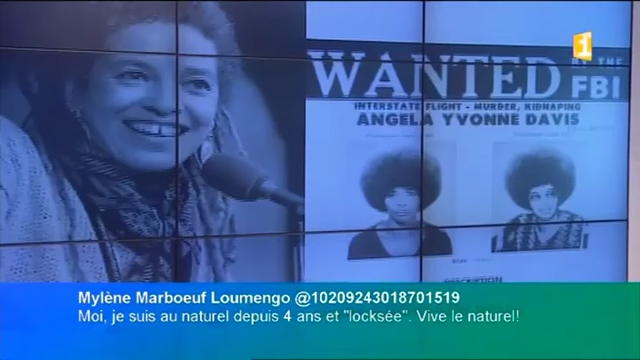 1
WANTED BY THE
FBI
INTERSTATE FLIGHT - MURDER, KIDNAPING
ANGELA YVONNE DAVIS
DESCRIPTION
Mylène Marboeuf Loumengo @10209243018701519
Moi, je suis au naturel depuis 4 ans et "locksée". Vive le naturel!